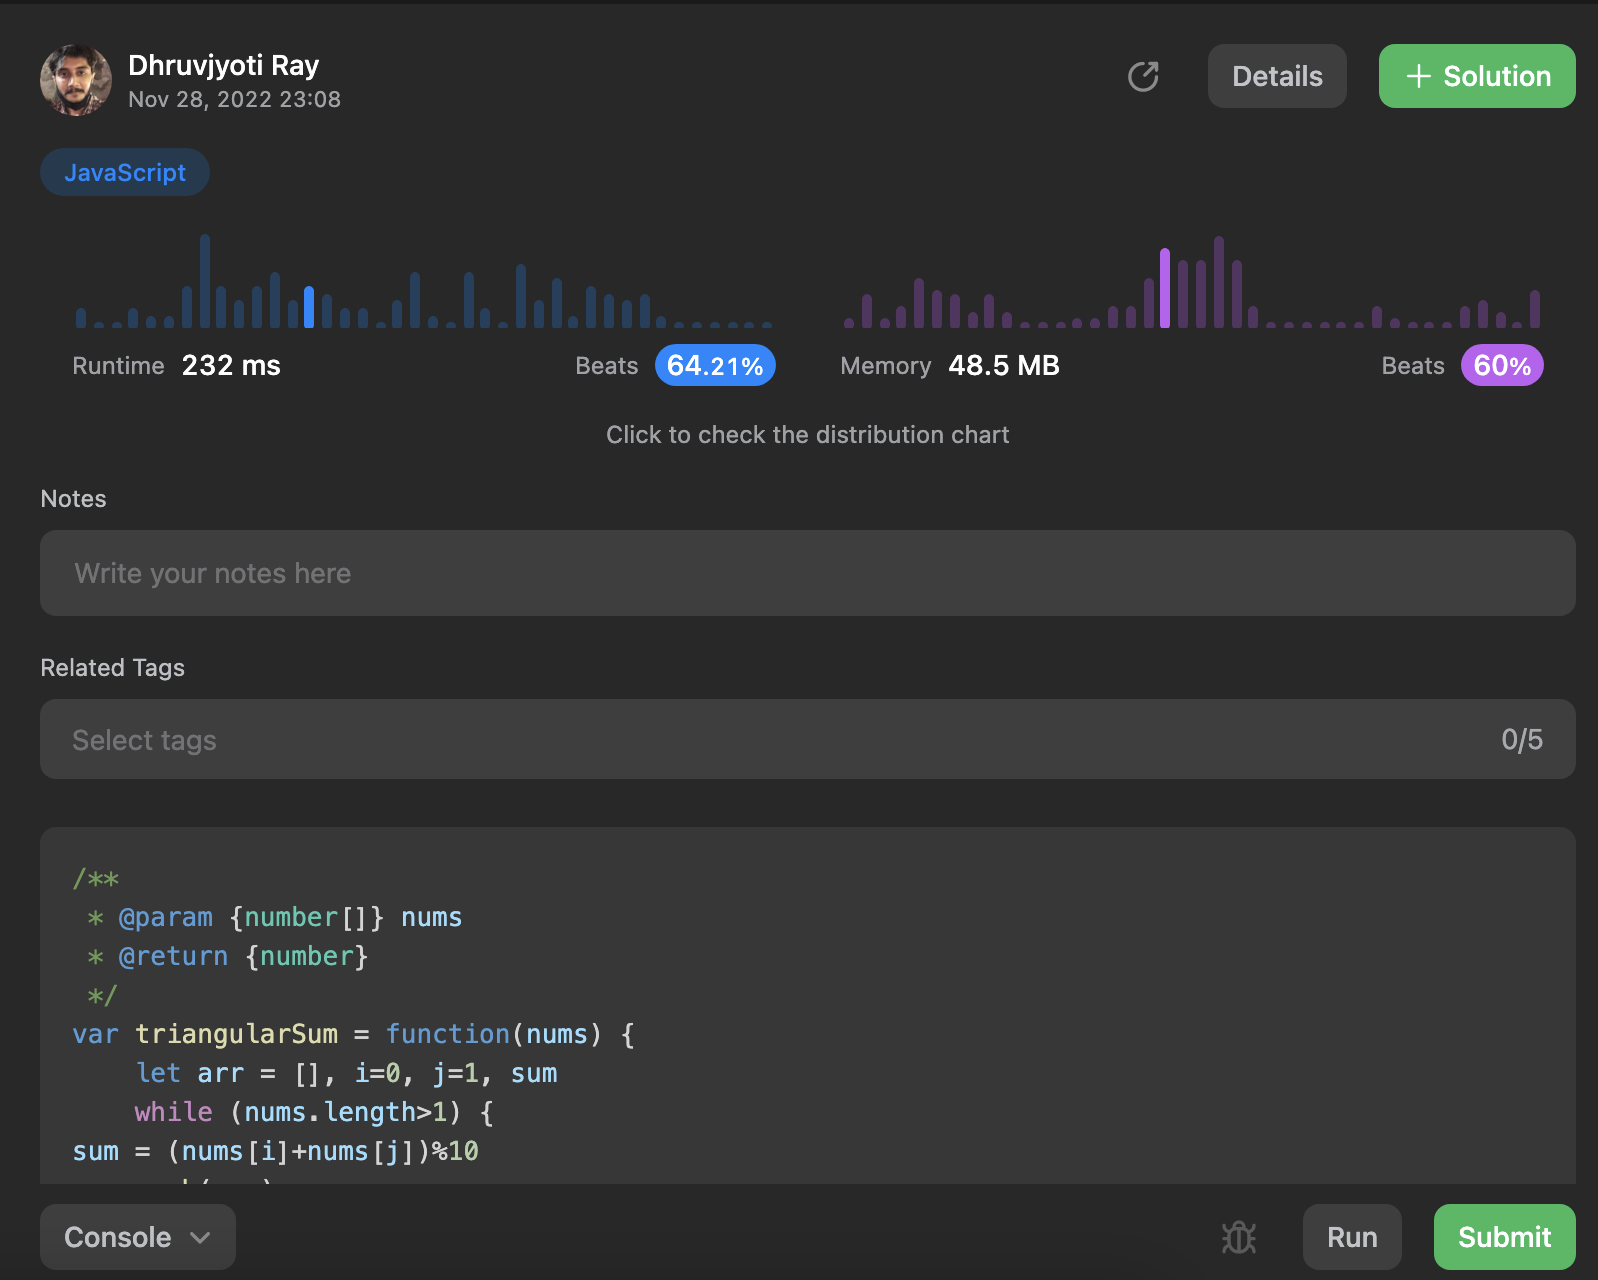 Dhruvjyoti Ray
Nov 28, 2022 23:08
Details
+ Solution
JavaScript
Runtime 232 ms
Beats 64.21%
Memory 48.5 MB
Beats 60%
Click to check the distribution chart
Notes
Write your notes here
Related Tags
Select tags
0/5
/**
 * @param {number[]} nums
 * @return {number}
 */
var triangularSum = function(nums) {
    let arr = [], i=0, j=1, sum
    while (nums.length>1) {
sum = (nums[i]+nums[j])%10
Console
Run
Submit